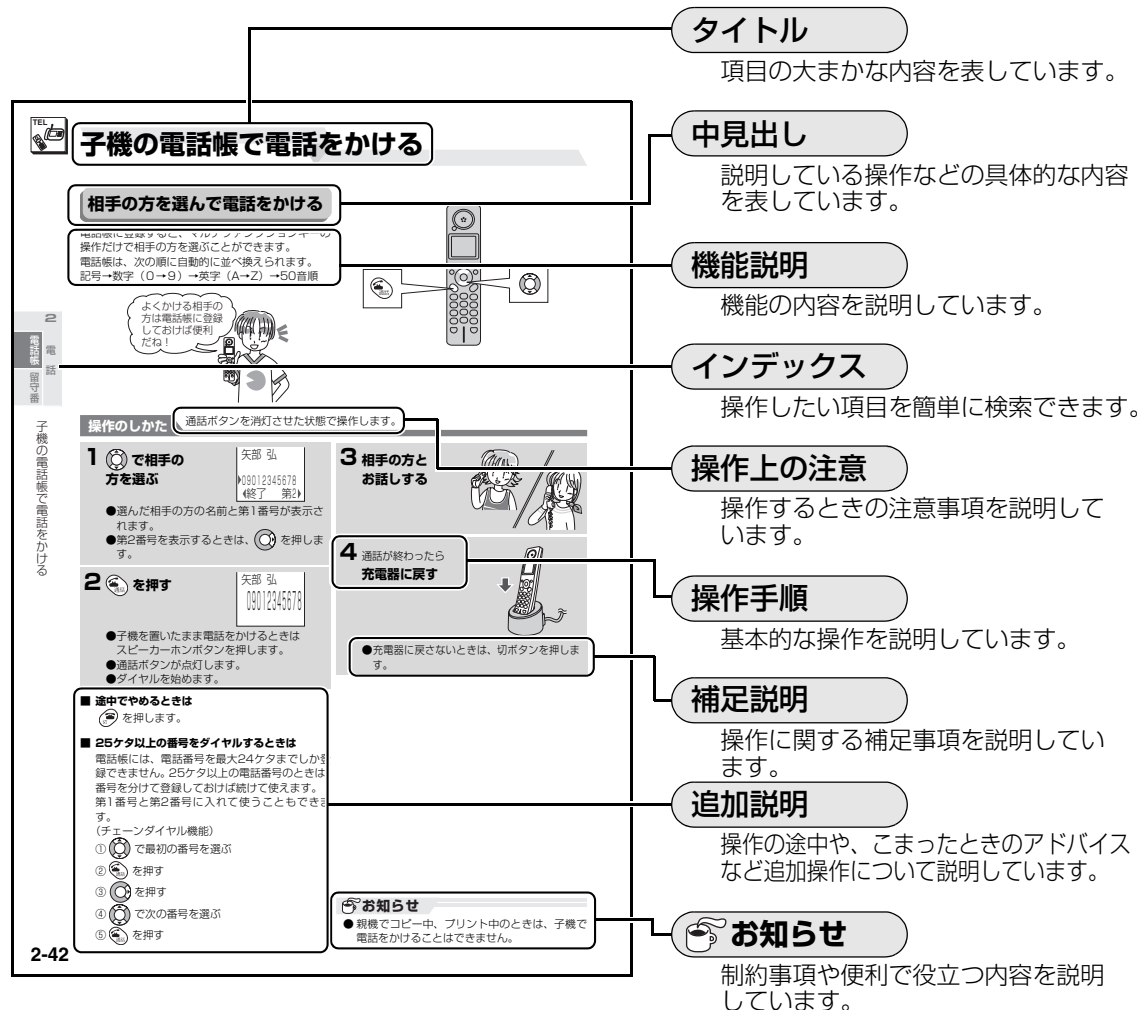 タイトル
項目の大まかな内容を表しています。
中見出し
説明している操作などの具体的な内容
を表しています。
機能説明
機能の内容を説明しています。
インデックス
操作したい項目を簡単に検索できます。
操作上の注意
操作するときの注意事項を説明して
います。
操作手順
基本的な操作を説明しています。
補足説明
操作に関する補足事項を説明してい
ます。
追加説明
操作の途中や、こまったときのアドバイス
など追加操作について説明しています。
お知らせ
制約事項や便利で役立つ内容を説明
しています。
TEL
子機の電話帳で電話をかける
相手の方を選んで電話をかける
電話帳に登録すると、マルチファンクションキーの
操作だけで相手の方を選ぶことができます。
電話帳は、次の順に自動的に並べ換えられます。
記号→数字（0→9）→英字（A→Z）→50音順
よくかける相手の
方は電話帳に登録
しておけば便利
だね！
2
電話
電話帳
留守番
子機の電話帳で電話をかける
操作のしかた
通話ボタンを消灯させた状態で操作します。
1 で相手の
方を選ぶ
矢部 弘
09012345678
終了 第2
●選んだ相手の方の名前と第1番号が表示さ
れます。
●第2番号を表示するときは、 を押しま
す。
2 を押す
矢部 弘
09012345678
●子機を置いたまま電話をかけるときは
スピーカーホンボタンを押します。
●通話ボタンが点灯します。
●ダイヤルを始めます。
3 相手の方と
お話しする
4 通話が終わったら
充電器に戻す
●充電器に戻さないときは、切ボタンを押しま
す。
■ 途中でやめるときは
を押します。
■ 25ケタ以上の番号をダイヤルするときは
電話帳には、電話番号を最大24ケタまでしか登
録できません。25ケタ以上の電話番号のときは
番号を分けて登録しておけば続けて使えます。
第1番号と第2番号に入れて使うこともできま
す。
（チェーンダイヤル機能）
① で最初の番号を選ぶ
② を押す
③ を押す
④ で次の番号を選ぶ
⑤ を押す
お知らせ
●親機でコピー中、プリント中のときは、子機で
電話をかけることはできません。
2-42